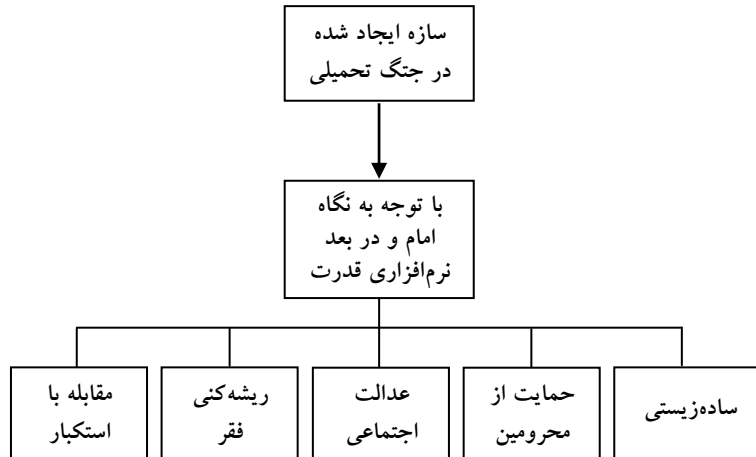 سازه ایجاد شده
در جتگ تحمیلی
با توجه به نگاه
امام و در بعد
نرم‌افزاری قدرت
ساده‌زیستی
حمایت از
محرومین
عدالت
اجتماعی
ریشه‌کنی
فقر
مقابله با
استکبار